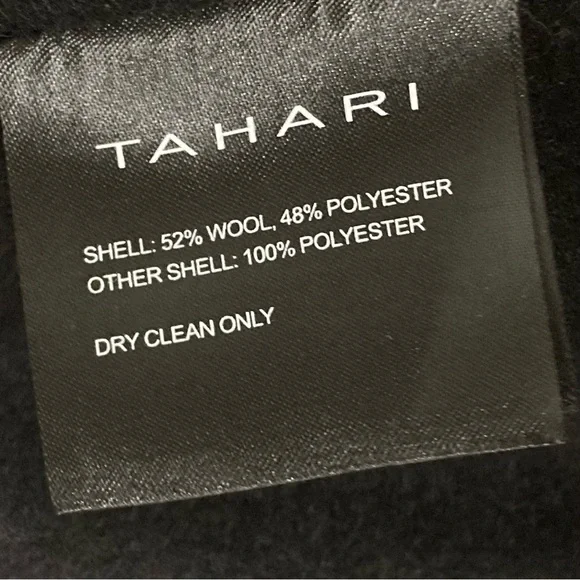 TAHARI
SHELL: 52% WOOL, 48% POLYESTER
OTHER SHELL: 100% POLYESTER
DRY CLEAN ONLY